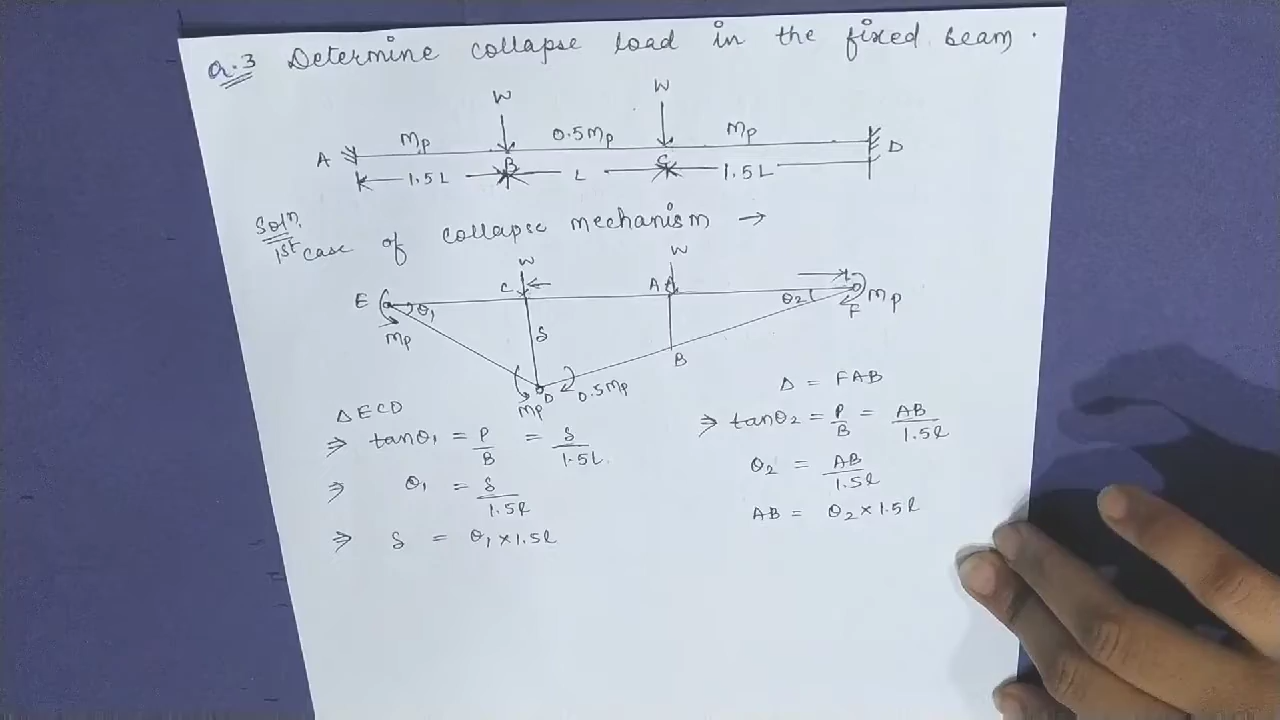 Q.3 Determine collapse load in the fixed beam.
W W
A Mp 0.5Mp Mp D
B C
1.5L L 1.5L
Solⁿ.
1st case of collapse mechanism →
W W
E C A F
θ1 θ2 Mp
Mp δ
B
D 0.5Mp
Mp
Δ ECD
⇒ tanθ1 = P/B = δ/1.5L
⇒ θ1 = δ/1.5l
⇒ δ = θ1 × 1.5l
Δ = FAB
⇒ tanθ2 = P/B = AB/1.5l
θ2 = AB/1.5l
AB = θ2 × 1.5l